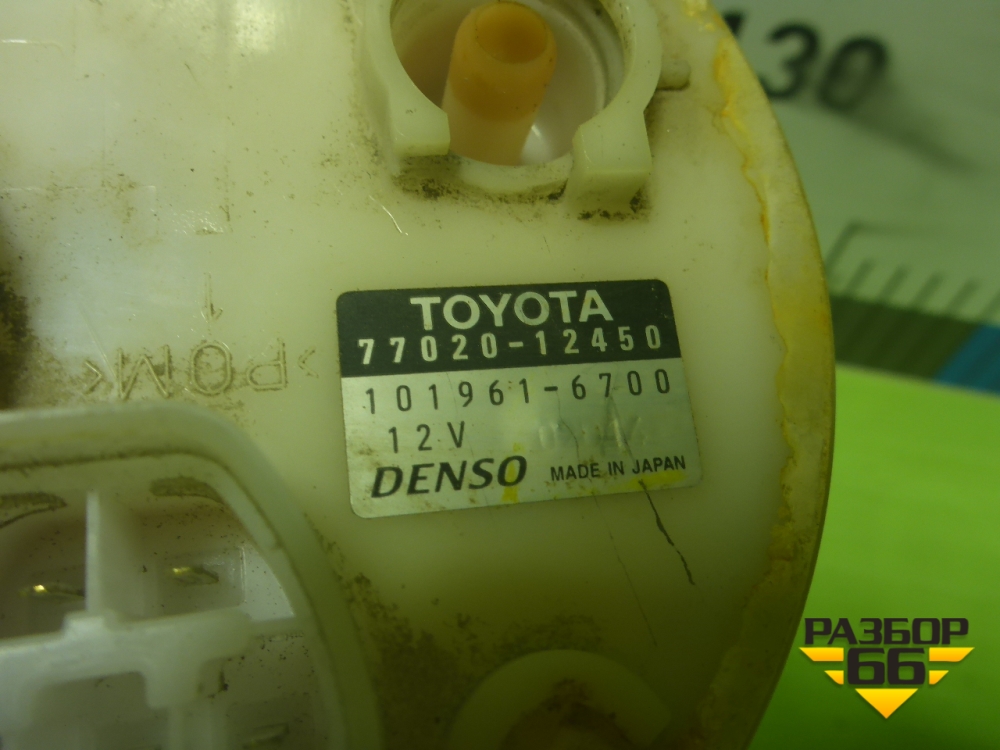 130
TOYOTA
77020-12450
>POM<
101961-6700
12V
DENSO MADE IN JAPAN
РАЗБОР
66